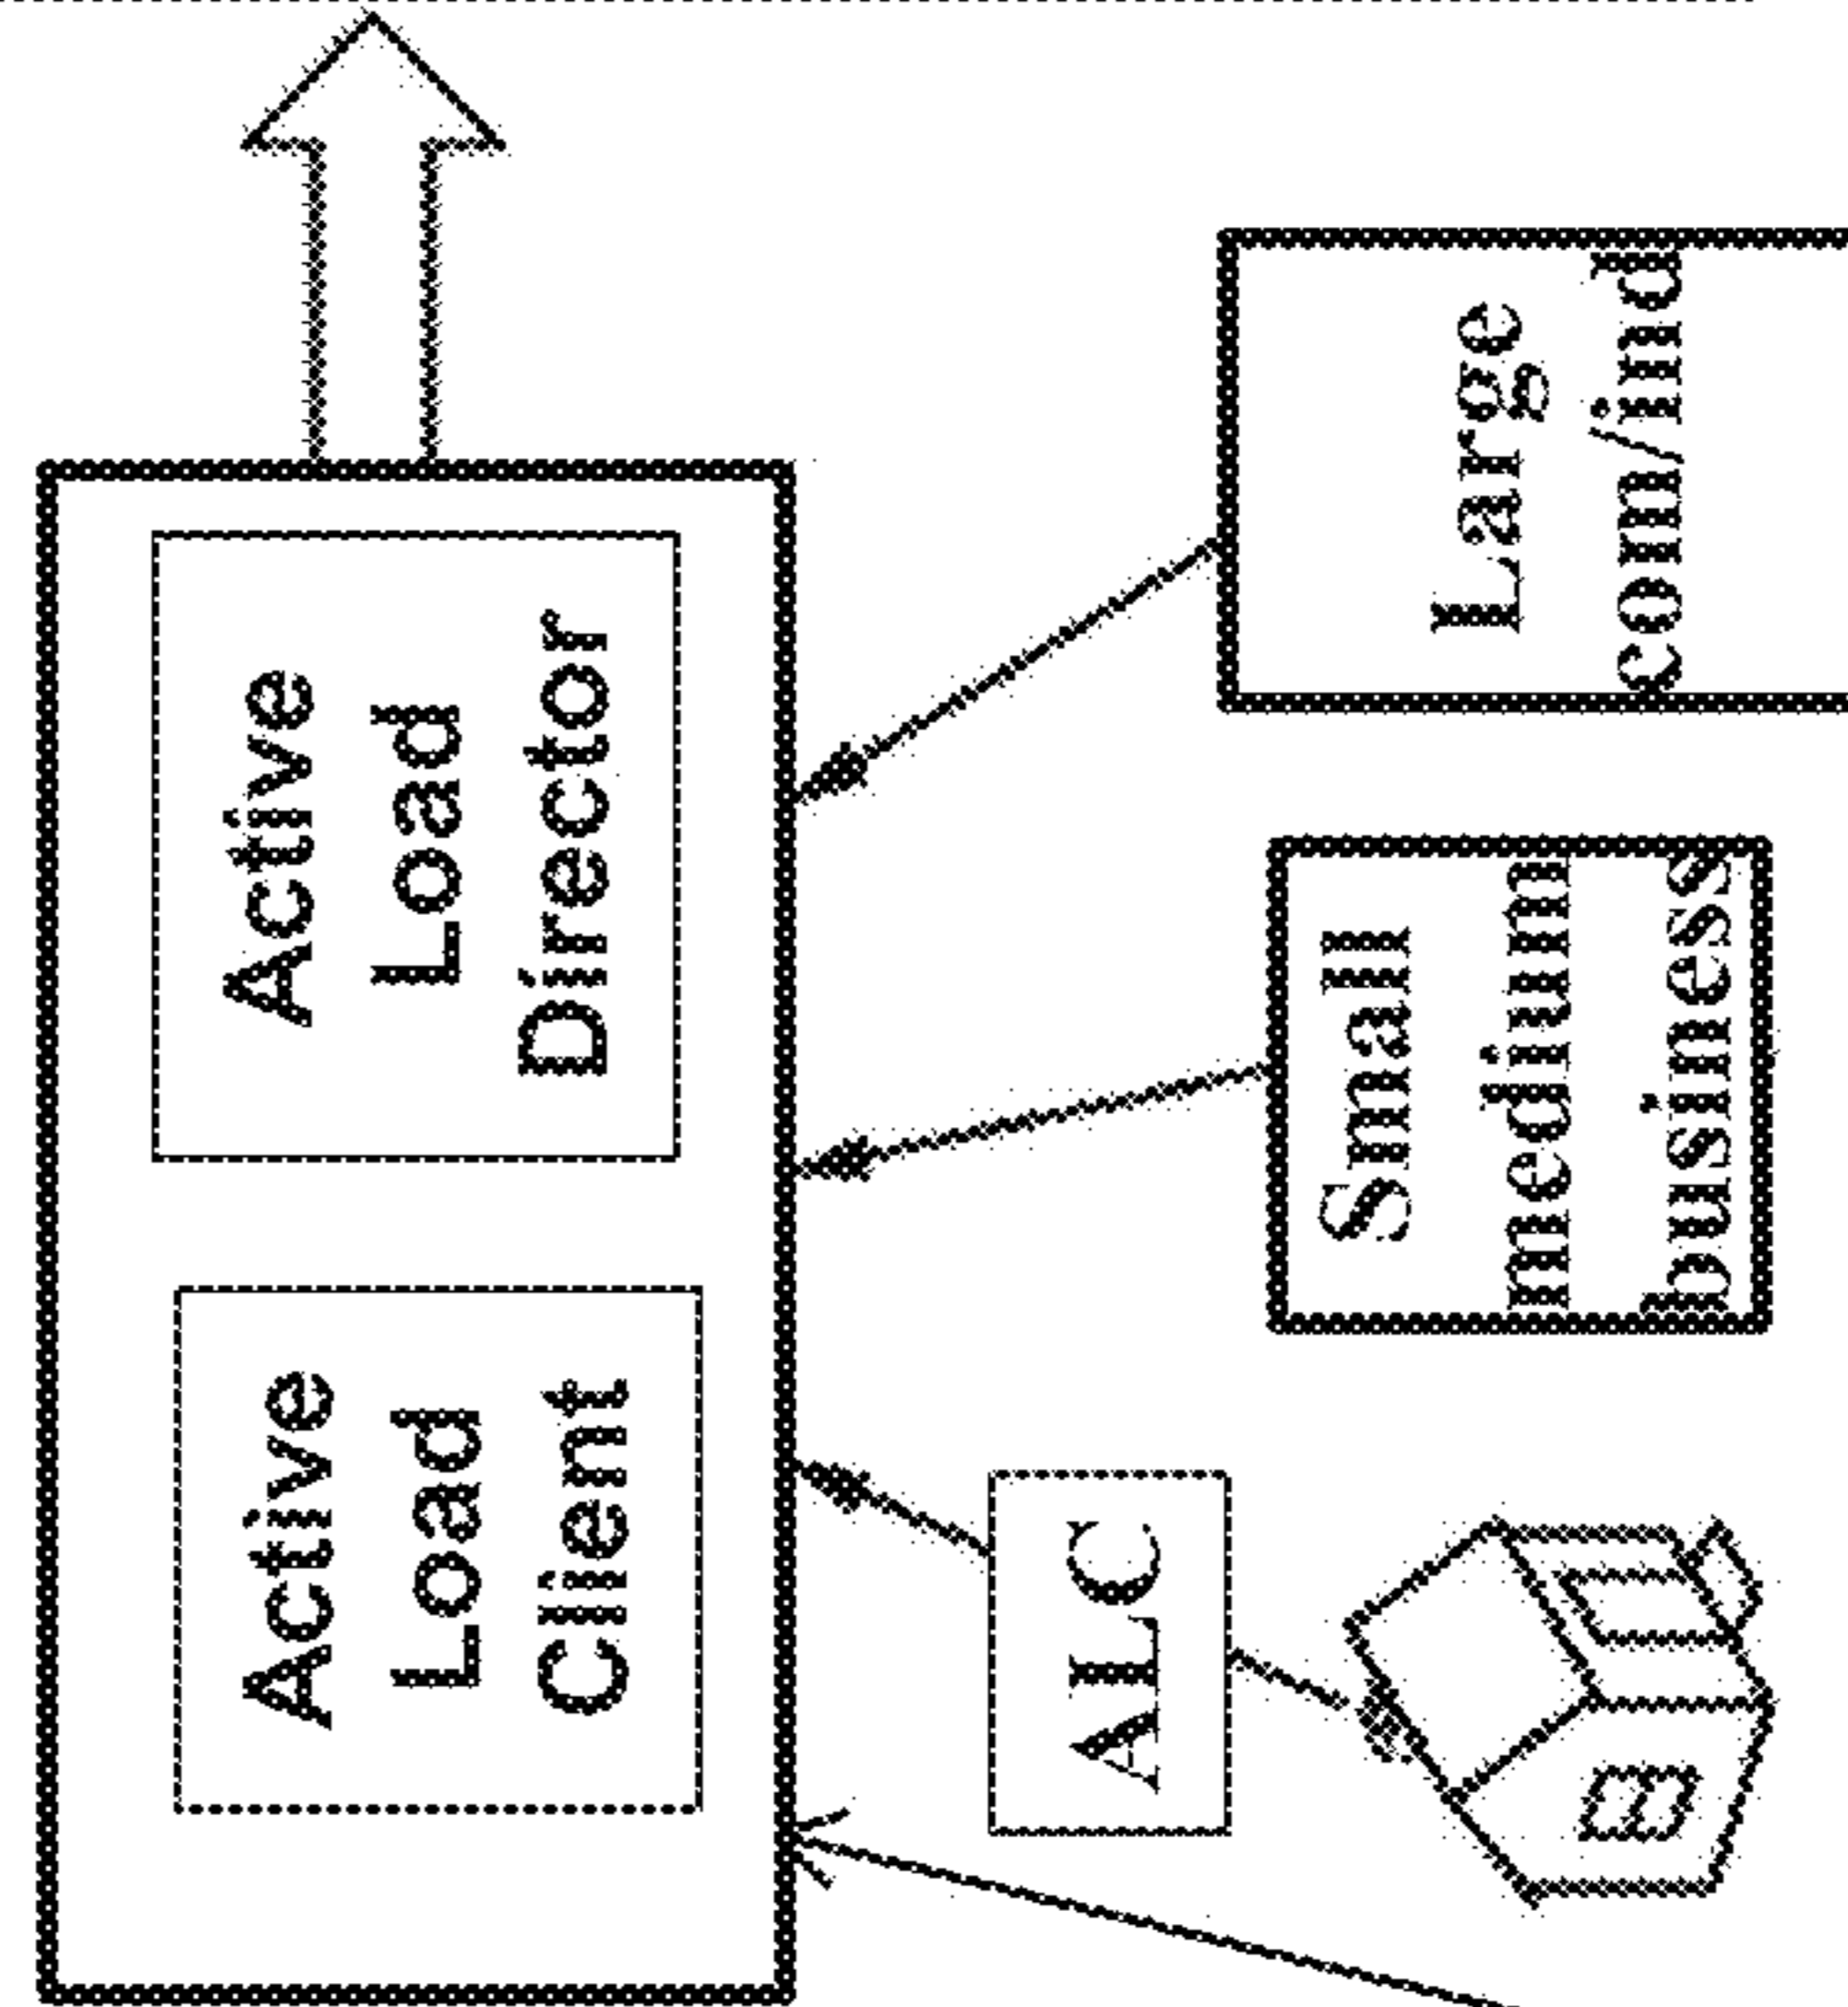 Active
Load
Client
Active
Load
Director
ALC
Small
medium
business
Large
com/ind